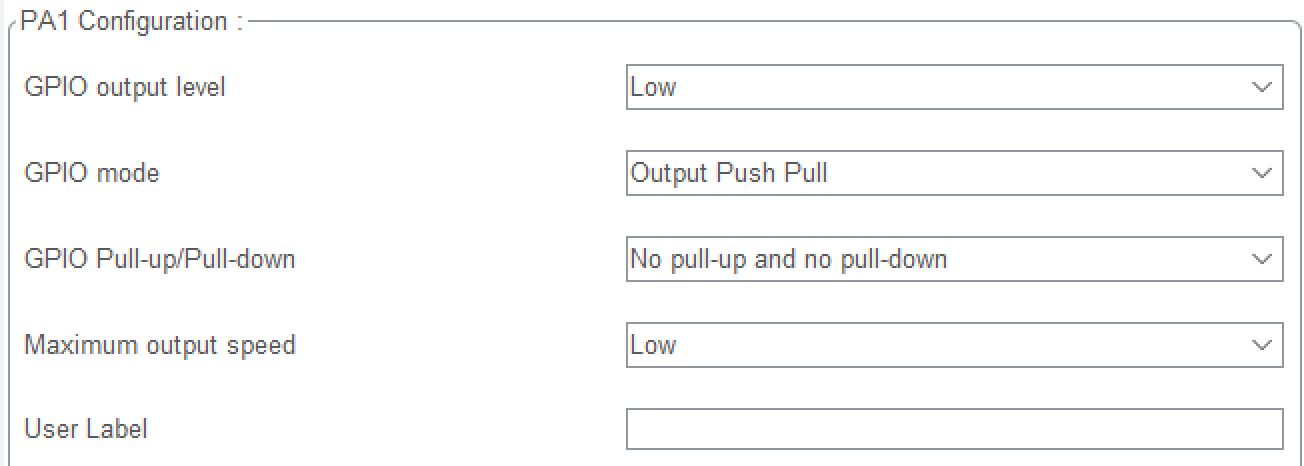 PA1 Configuration :
GPIO output level Low
GPIO mode Output Push Pull
GPIO Pull-up/Pull-down No pull-up and no pull-down
Maximum output speed Low
User Label